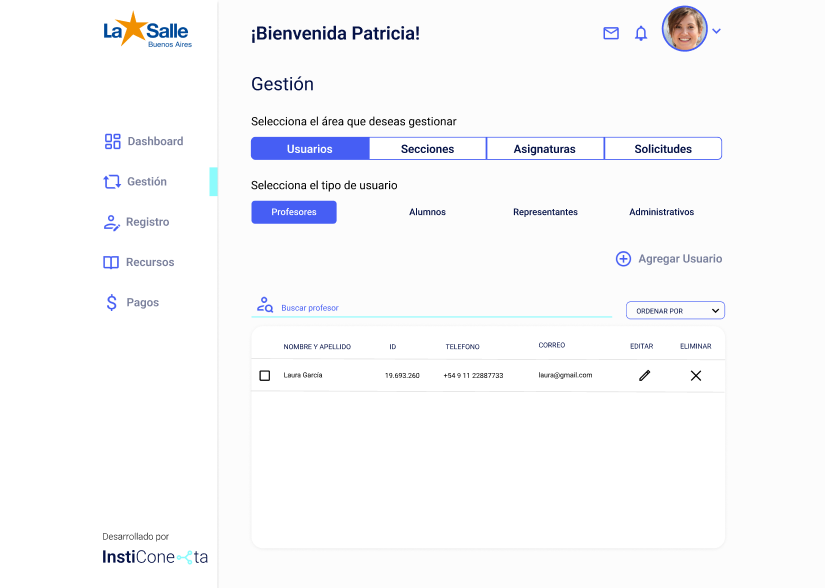 La Salle
Buenos Aires
¡Bienvenida Patricia!
Gestión
Selecciona el área que deseas gestionar
Usuarios Secciones Asignaturas Solicitudes
Selecciona el tipo de usuario
Profesores Alumnos Representantes Administrativos
Dashboard
Gestión
Registro
Recursos
Pagos
Agregar Usuario
Buscar profesor
ORDENAR POR
NOMBRE Y APELLIDO ID TELEFONO CORREO EDITAR ELIMINAR
Laura García 19.693.260 +54 9 11 22887733 laura@gmail.com
Desarrollado por
InstiConecta